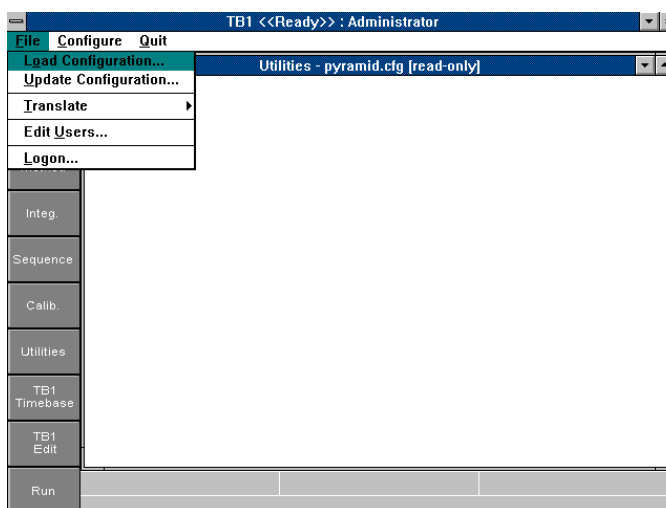 TB1 <<Ready>> : Administrator
File Configure Quit
Utilities - pyramid.cfg [read-only]
Load Configuration...
Update Configuration...
Translate
Edit Users...
Logon...
Integ.
Sequence
Calib.
Utilities
TB1
Timebase
TB1
Edit
Run